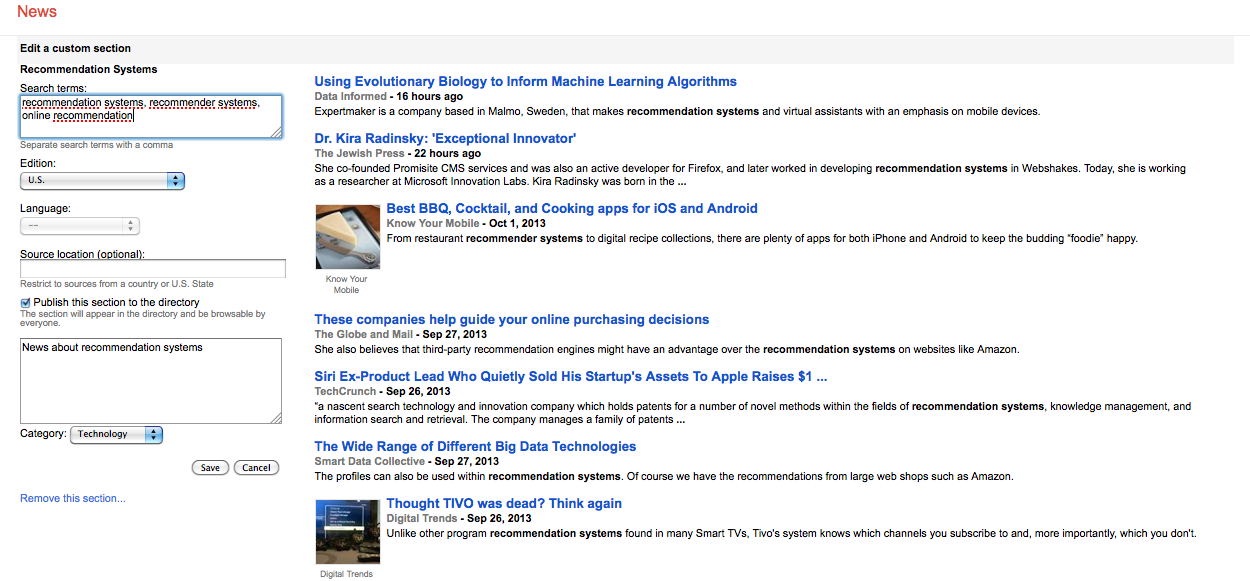 News
Edit a custom section
Recommendation Systems
Search terms:
recommendation systems, recommender systems,
online recommendation
Separate search terms with a comma
Edition:
U.S.
Language:
--
Source location (optional):
Restrict to sources from a country or U.S. State
Publish this section to the directory
The section will appear in the directory and be browsable by
everyone.
News about recommendation systems
Category: Technology
Save Cancel
Remove this section...
Using Evolutionary Biology to Inform Machine Learning Algorithms
Data Informed - 16 hours ago
Expertmaker is a company based in Malmo, Sweden, that makes recommendation systems and virtual assistants with an emphasis on mobile devices.
Dr. Kira Radinsky: 'Exceptional Innovator'
The Jewish Press - 22 hours ago
She co-founded Promisite CMS services and was also an active developer for Firefox, and later worked in developing recommendation systems in Webshakes. Today, she is working
as a researcher at Microsoft Innovation Labs. Kira Radinsky was born in the ...
Best BBQ, Cocktail, and Cooking apps for iOS and Android
Know Your Mobile - Oct 1, 2013
From restaurant recommender systems to digital recipe collections, there are plenty of apps for both iPhone and Android to keep the budding “foodie” happy.
Know Your
Mobile
These companies help guide your online purchasing decisions
The Globe and Mail - Sep 27, 2013
She also believes that third-party recommendation engines might have an advantage over the recommendation systems on websites like Amazon.
Siri Ex-Product Lead Who Quietly Sold His Startup's Assets To Apple Raises $1 ...
TechCrunch - Sep 26, 2013
"a nascent search technology and innovation company which holds patents for a number of novel methods within the fields of recommendation systems, knowledge management, and
information search and retrieval. The company manages a family of patents ...
The Wide Range of Different Big Data Technologies
Smart Data Collective - Sep 27, 2013
The profiles can also be used within recommendation systems. Of course we have the recommendations from large web shops such as Amazon.
Thought TIVO was dead? Think again
Digital Trends - Sep 26, 2013
Unlike other program recommendation systems found in many Smart TVs, Tivo's system knows which channels you subscribe to and, more importantly, which you don't.
Digital Trends